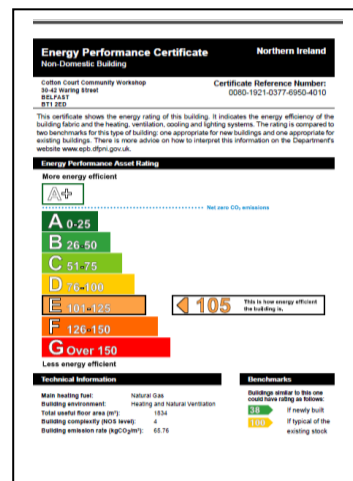 Energy Performance Certificate
Northern Ireland
Non-Domestic Building
Cotton Court Community Workshop
30-42 Waring Street
BELFAST
BT1 2ED
Certificate Reference Number:
0080-1921-0377-6950-4010
This certificate shows the energy rating of this building. It indicates the energy efficiency of the
building fabric and the heating, ventilation, cooling and lighting systems. The rating is compared to
two benchmarks for this type of building: one appropriate for new buildings and one appropriate for
existing buildings. There is more advice on how to interpret this information on the Department's
website www.epb.dfpni.gov.uk.
Energy Performance Asset Rating
More energy efficient
A+
Net zero CO₂ emissions
A 0-25
B 26-50
C 51-75
D 76-100
E 101-125
105
This is how energy efficient
the building is.
F 126-150
G Over 150
Less energy efficient
Technical Information
Main heating fuel: Natural Gas
Building environment: Heating and Natural Ventilation
Total useful floor area (m²): 1834
Building complexity (NOS level): 4
Building emission rate (kgCO₂/m²): 65.76
Benchmarks
Buildings similar to this one
could have rating as follows:
38 If newly built
100 If typical of the
existing stock